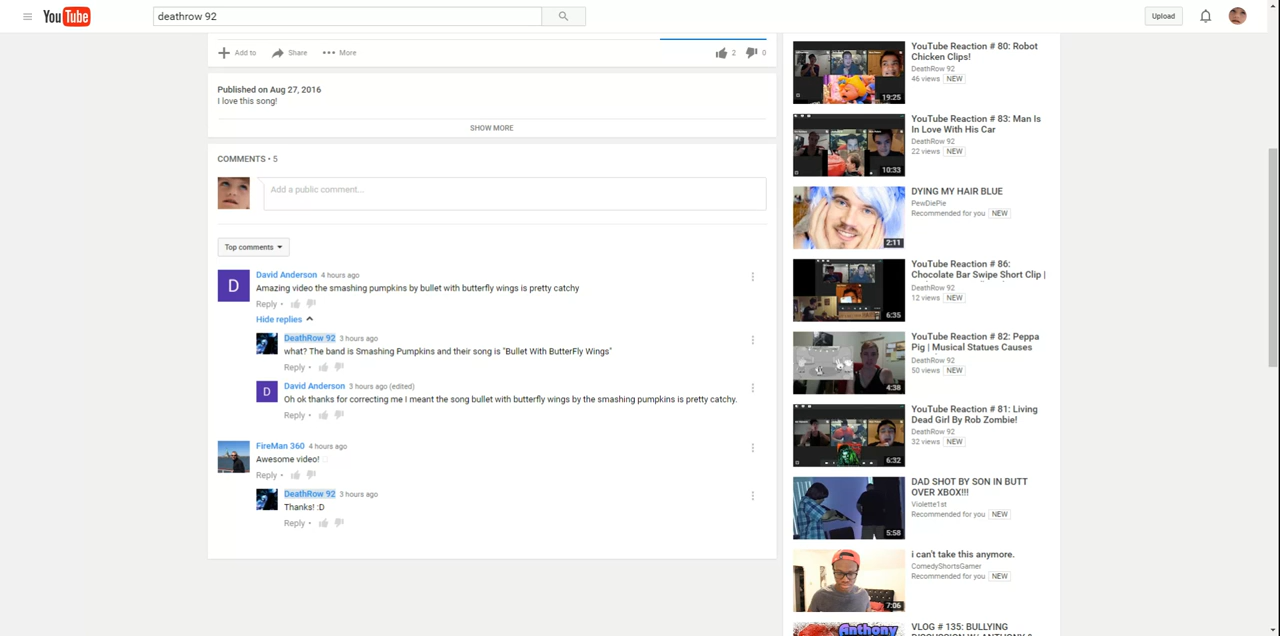 YouTube
deathrow 92
Upload
Add to
Share
More
2
0
Published on Aug 27, 2016
I love this song!
SHOW MORE
COMMENTS • 5
Add a public comment...
Top comments
D
David Anderson 4 hours ago
Amazing video the smashing pumpkins by bullet with butterfly wings is pretty catchy
Reply •
Hide replies
DeathRow 92 3 hours ago
what? The band is Smashing Pumpkins and their song is "Bullet With ButterFly Wings"
Reply •
D
David Anderson 3 hours ago (edited)
Oh ok thanks for correcting me I meant the song bullet with butterfly wings by the smashing pumpkins is pretty catchy.
Reply •
FireMan 360 4 hours ago
Awesome video!
Reply •
DeathRow 92 3 hours ago
Thanks! :D
Reply •
19:25
YouTube Reaction # 80: Robot
Chicken Clips!
DeathRow 92
46 views NEW
10:33
YouTube Reaction # 83: Man Is
In Love With His Car
DeathRow 92
22 views NEW
2:11
DYING MY HAIR BLUE
PewDiePie
Recommended for you NEW
6:35
YouTube Reaction # 86:
Chocolate Bar Swipe Short Clip |
DeathRow 92
12 views NEW
4:38
YouTube Reaction # 82: Peppa
Pig | Musical Statues Causes
DeathRow 92
50 views NEW
6:32
YouTube Reaction # 81: Living
Dead Girl By Rob Zombie!
DeathRow 92
32 views NEW
5:58
DAD SHOT BY SON IN BUTT
OVER XBOX!!!
Violette1st
Recommended for you NEW
7:06
i can't take this anymore.
ComedyShortsGamer
Recommended for you NEW
Anthony
VLOG # 135: BULLYING
DISCUSSION W/ ANTHONY &